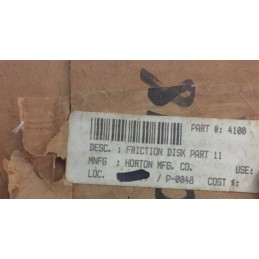 PART #: 4100
DESC. : FRICTION DISK PART 11
MNFG : HORTON MFG. CO. USE:
LOC. / P-0048 COST $: